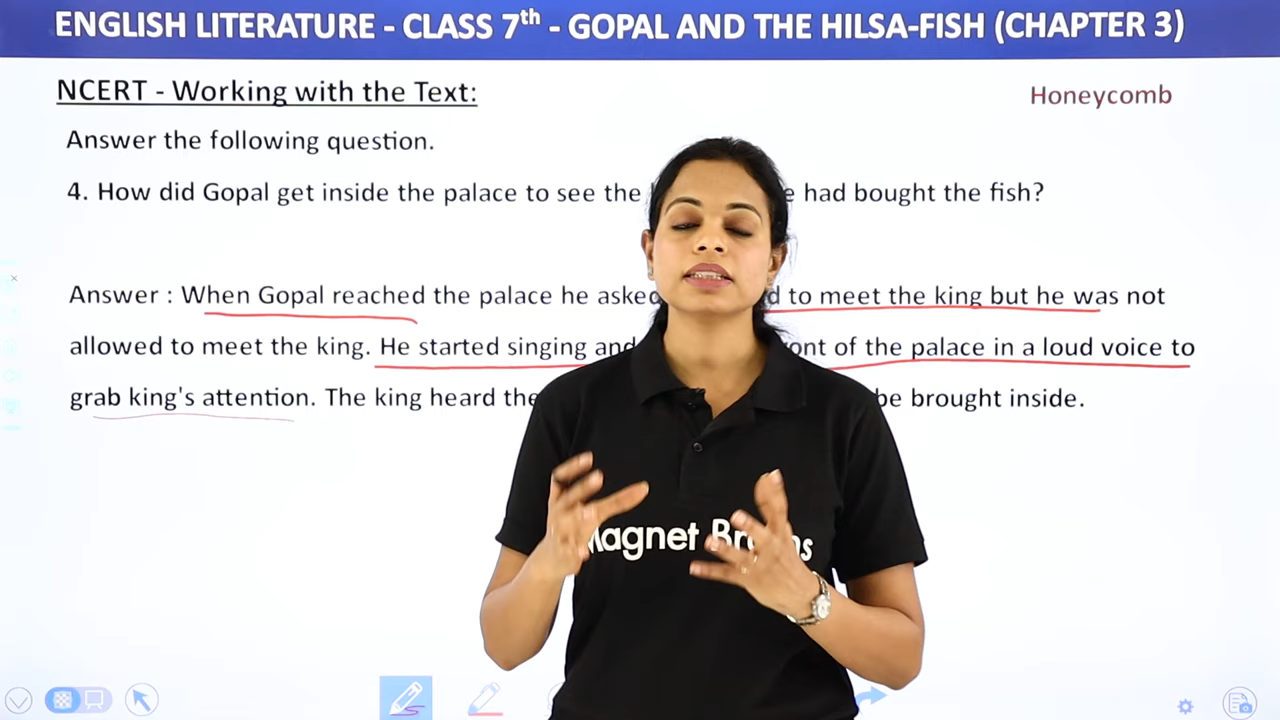 ENGLISH LITERATURE - CLASS 7th - GOPAL AND THE HILSA-FISH (CHAPTER 3)
NCERT - Working with the Text:
Honeycomb
Answer the following question.
4. How did Gopal get inside the palace to see the had bought the fish?
Answer : When Gopal reached the palace he asked to meet the king but he was not
allowed to meet the king. He started singing and of the palace in a loud voice to
grab king's attention. The king heard the be brought inside.
Magnet Brains